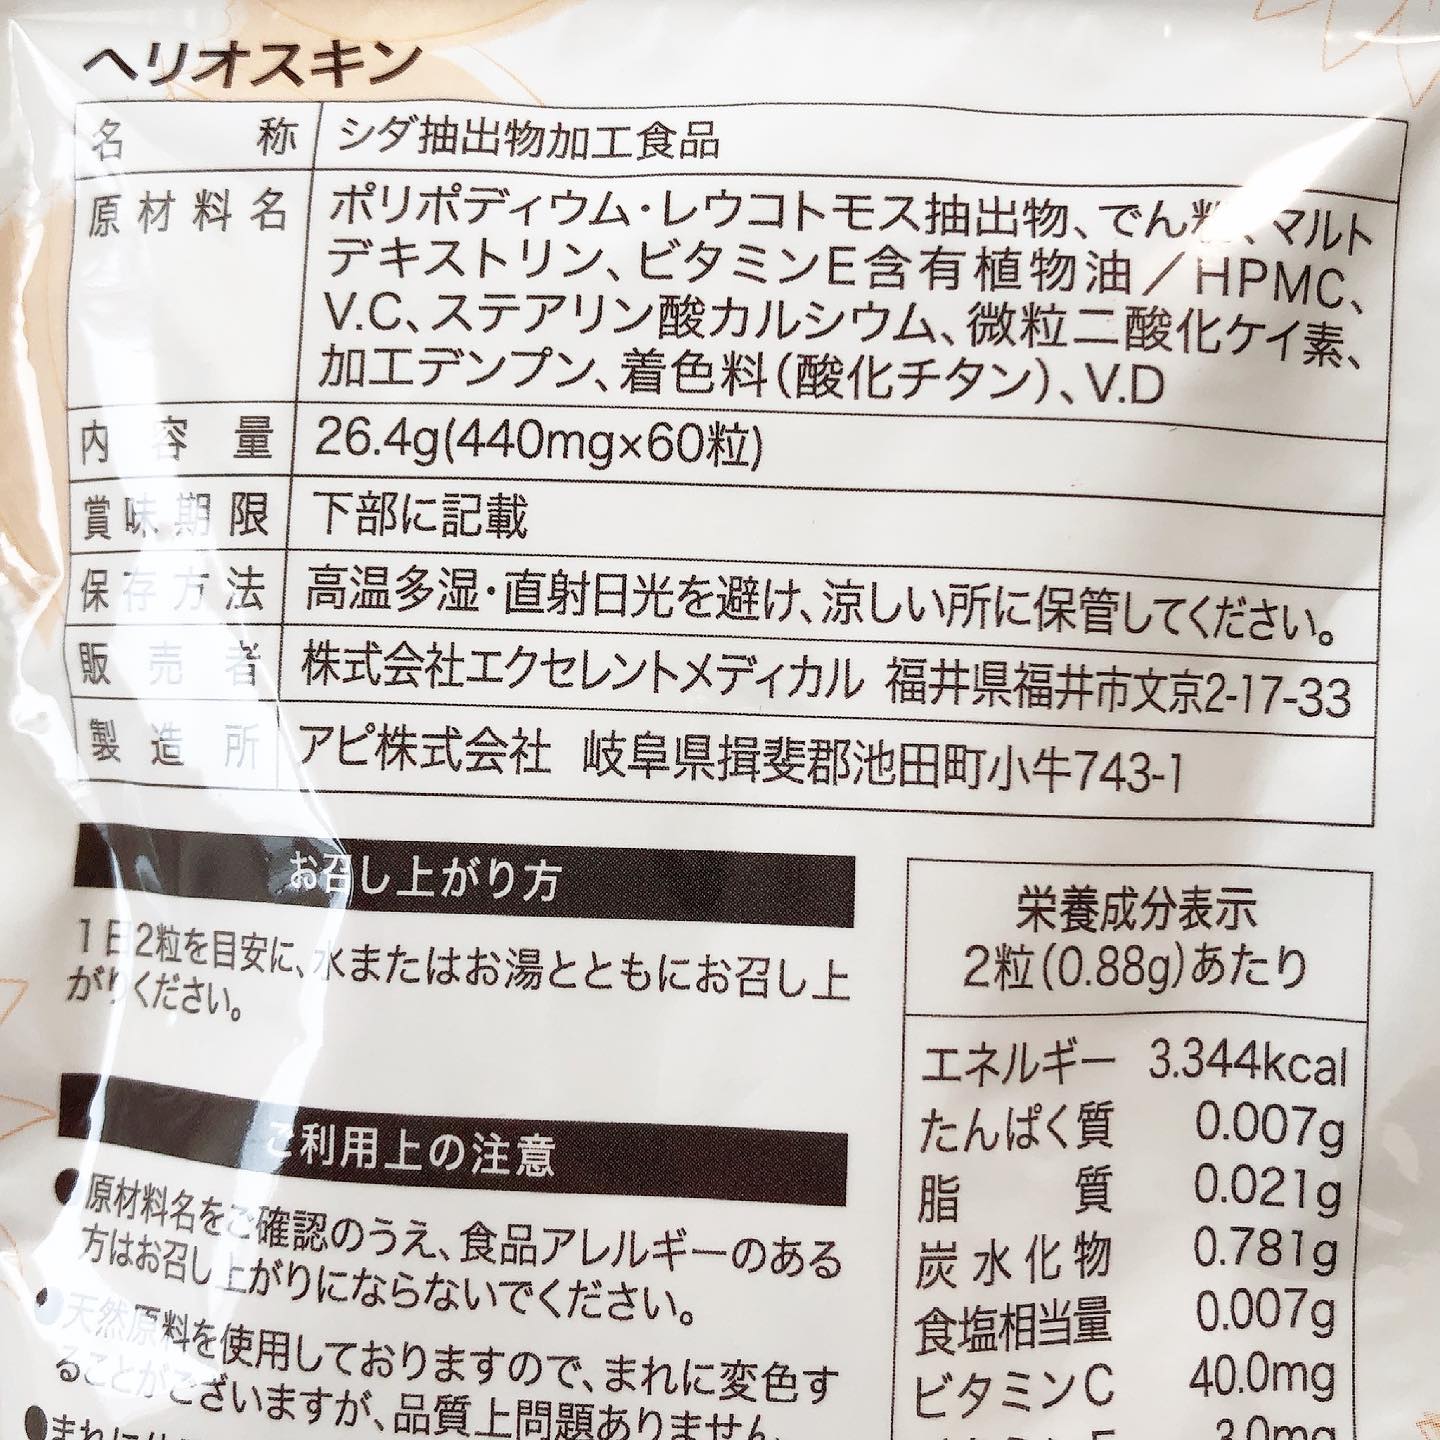 ヘリオスキン
名称 シダ抽出物加工食品
原材料名 ポリポディウム・レウコトモス抽出物、でん粉、マルト
デキストリン、ビタミンE含有植物油／HPMC、
V.C、ステアリン酸カルシウム、微粒二酸化ケイ素、
加工デンプン、着色料(酸化チタン)、V.D
内容量 26.4g(440mg×60粒)
賞味期限 下部に記載
保存方法 高温多湿・直射日光を避け、涼しい所に保管してください。
販売者 株式会社エクセレントメディカル 福井県福井市文京2-17-33
製造所 アピ株式会社 岐阜県揖斐郡池田町小牛743-1
お召し上がり方
1日2粒を目安に、水またはお湯とともにお召し上
がりください。
ご利用上の注意
●原材料名をご確認のうえ、食品アレルギーのある
方はお召し上がりにならないでください。
●天然原料を使用しておりますので、まれに変色す
ることがございますが、品質上問題ありません。
●まれに
栄養成分表示
2粒(0.88g)あたり
エネルギー 3.344kcal
たんぱく質 0.007g
脂質 0.021g
炭水化物 0.781g
食塩相当量 0.007g
ビタミンC 40.0mg
ビタミンE 3.0mg